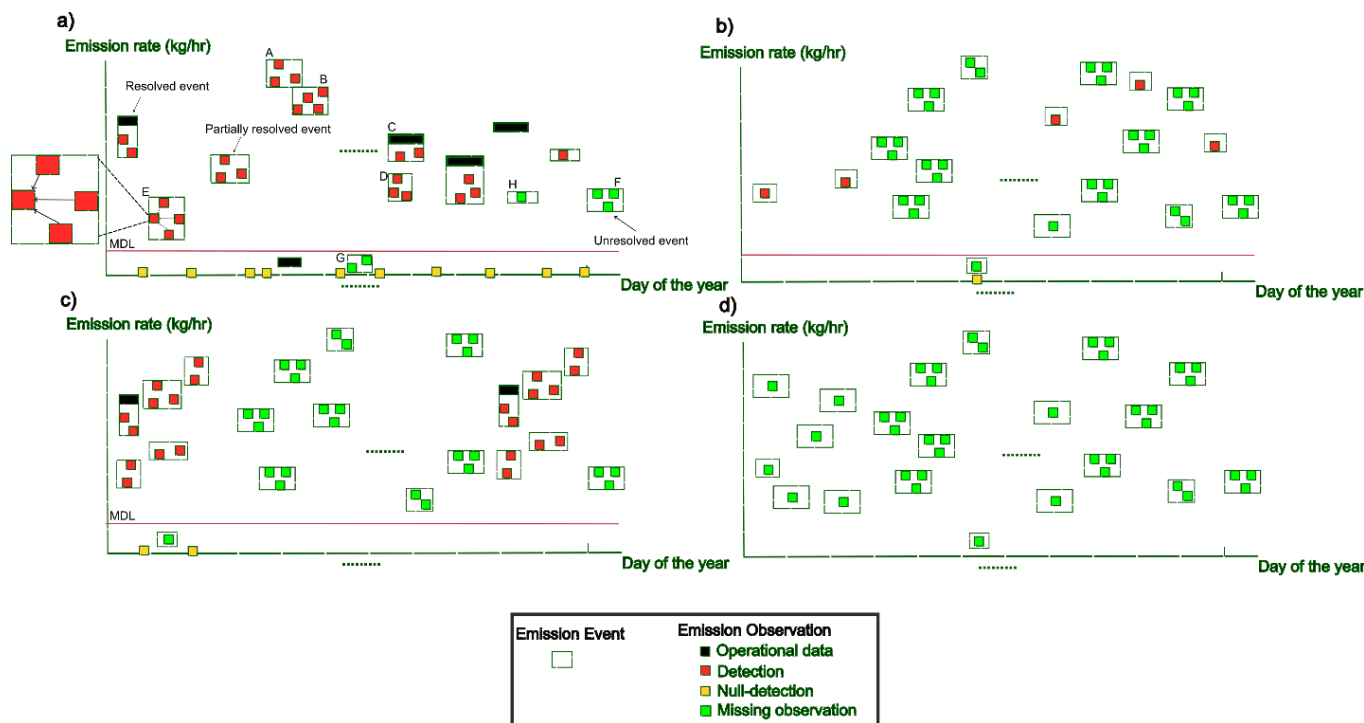 a)
Emission rate (kg/hr)
A
B
Resolved event
Partially resolved event
C
D
E
H
F
MDL
G
Unresolved event
Day of the year
b)
Emission rate (kg/hr)
Day of the year
c)
Emission rate (kg/hr)
MDL
Day of the year
d)
Emission rate (kg/hr)
Day of the year
Emission Event
Emission Observation
Operational data
Detection
Null-detection
Missing observation